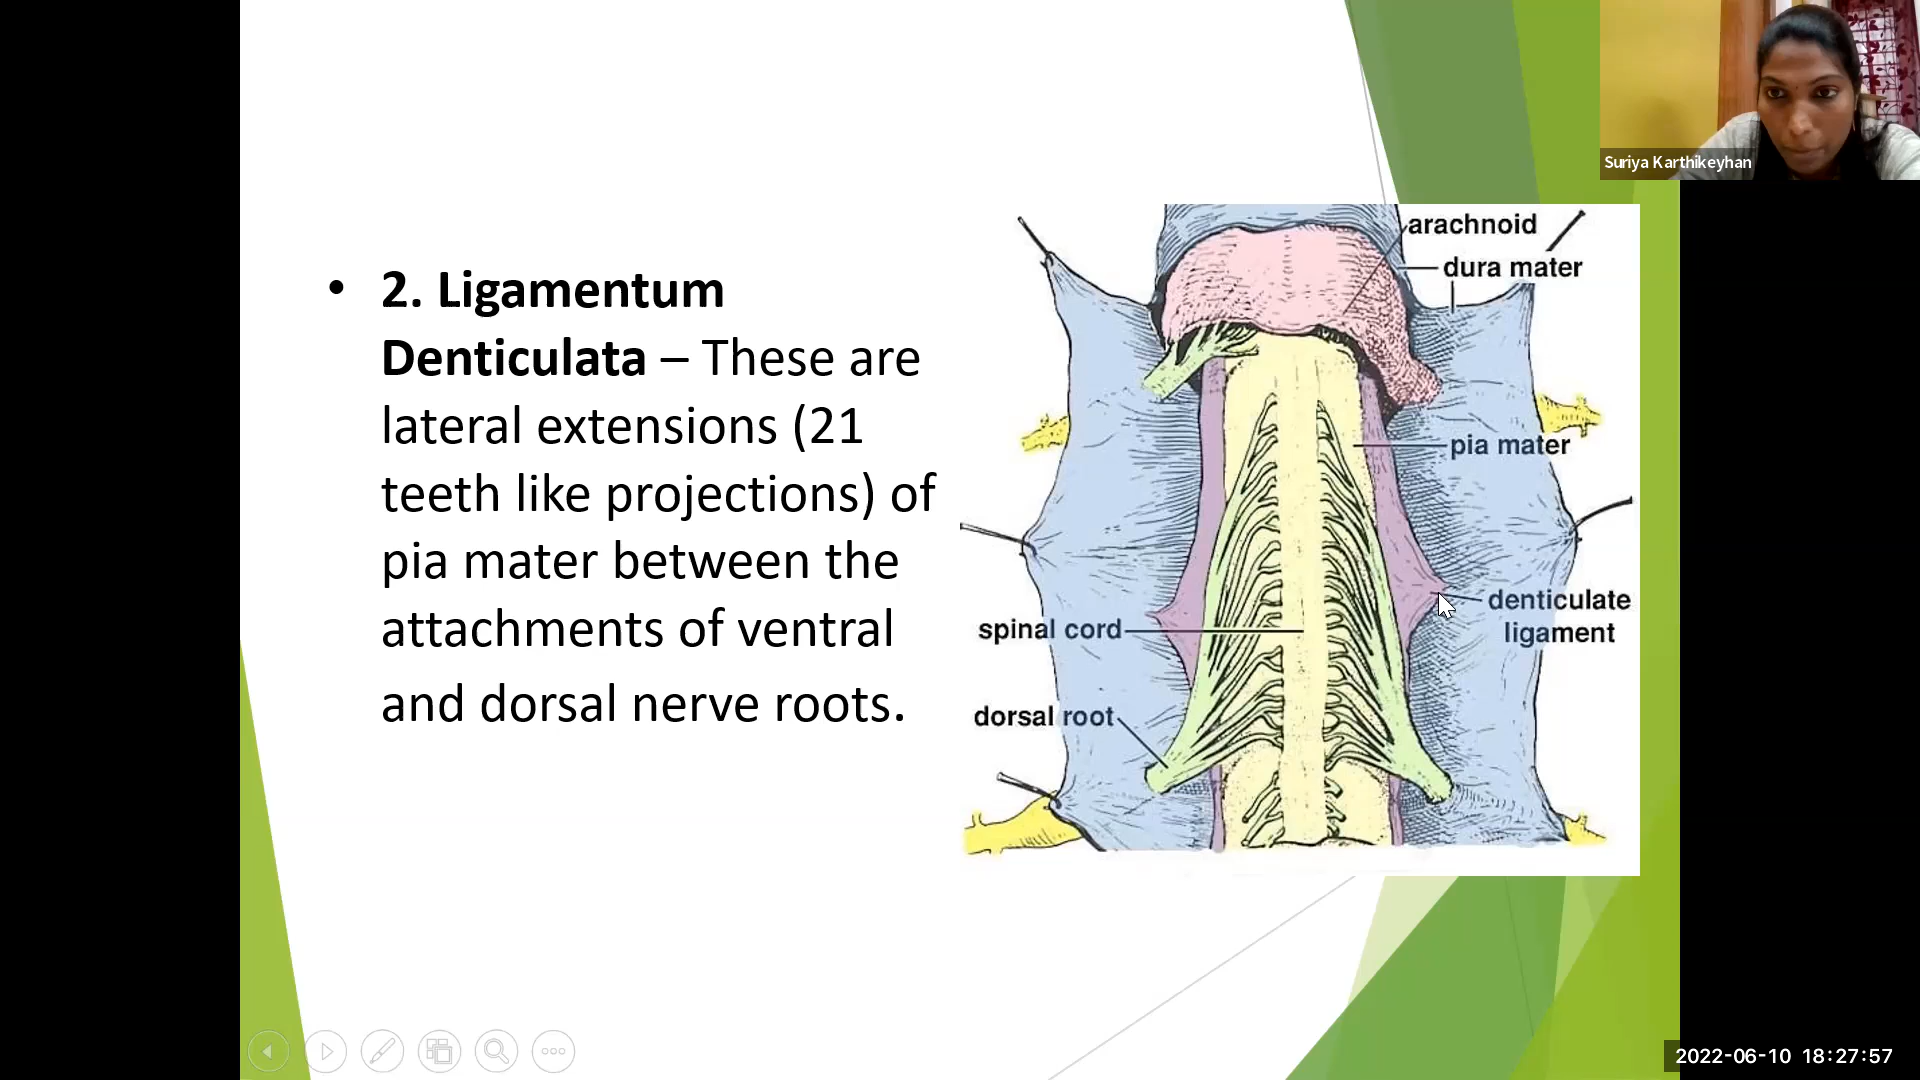 Suriya Karthikeyhan
• 2. Ligamentum
Denticulata – These are
lateral extensions (21
teeth like projections) of
pia mater between the
attachments of ventral
and dorsal nerve roots.
arachnoid
dura mater
pia mater
denticulate
ligament
spinal cord
dorsal root
2022-06-10 18:27:57